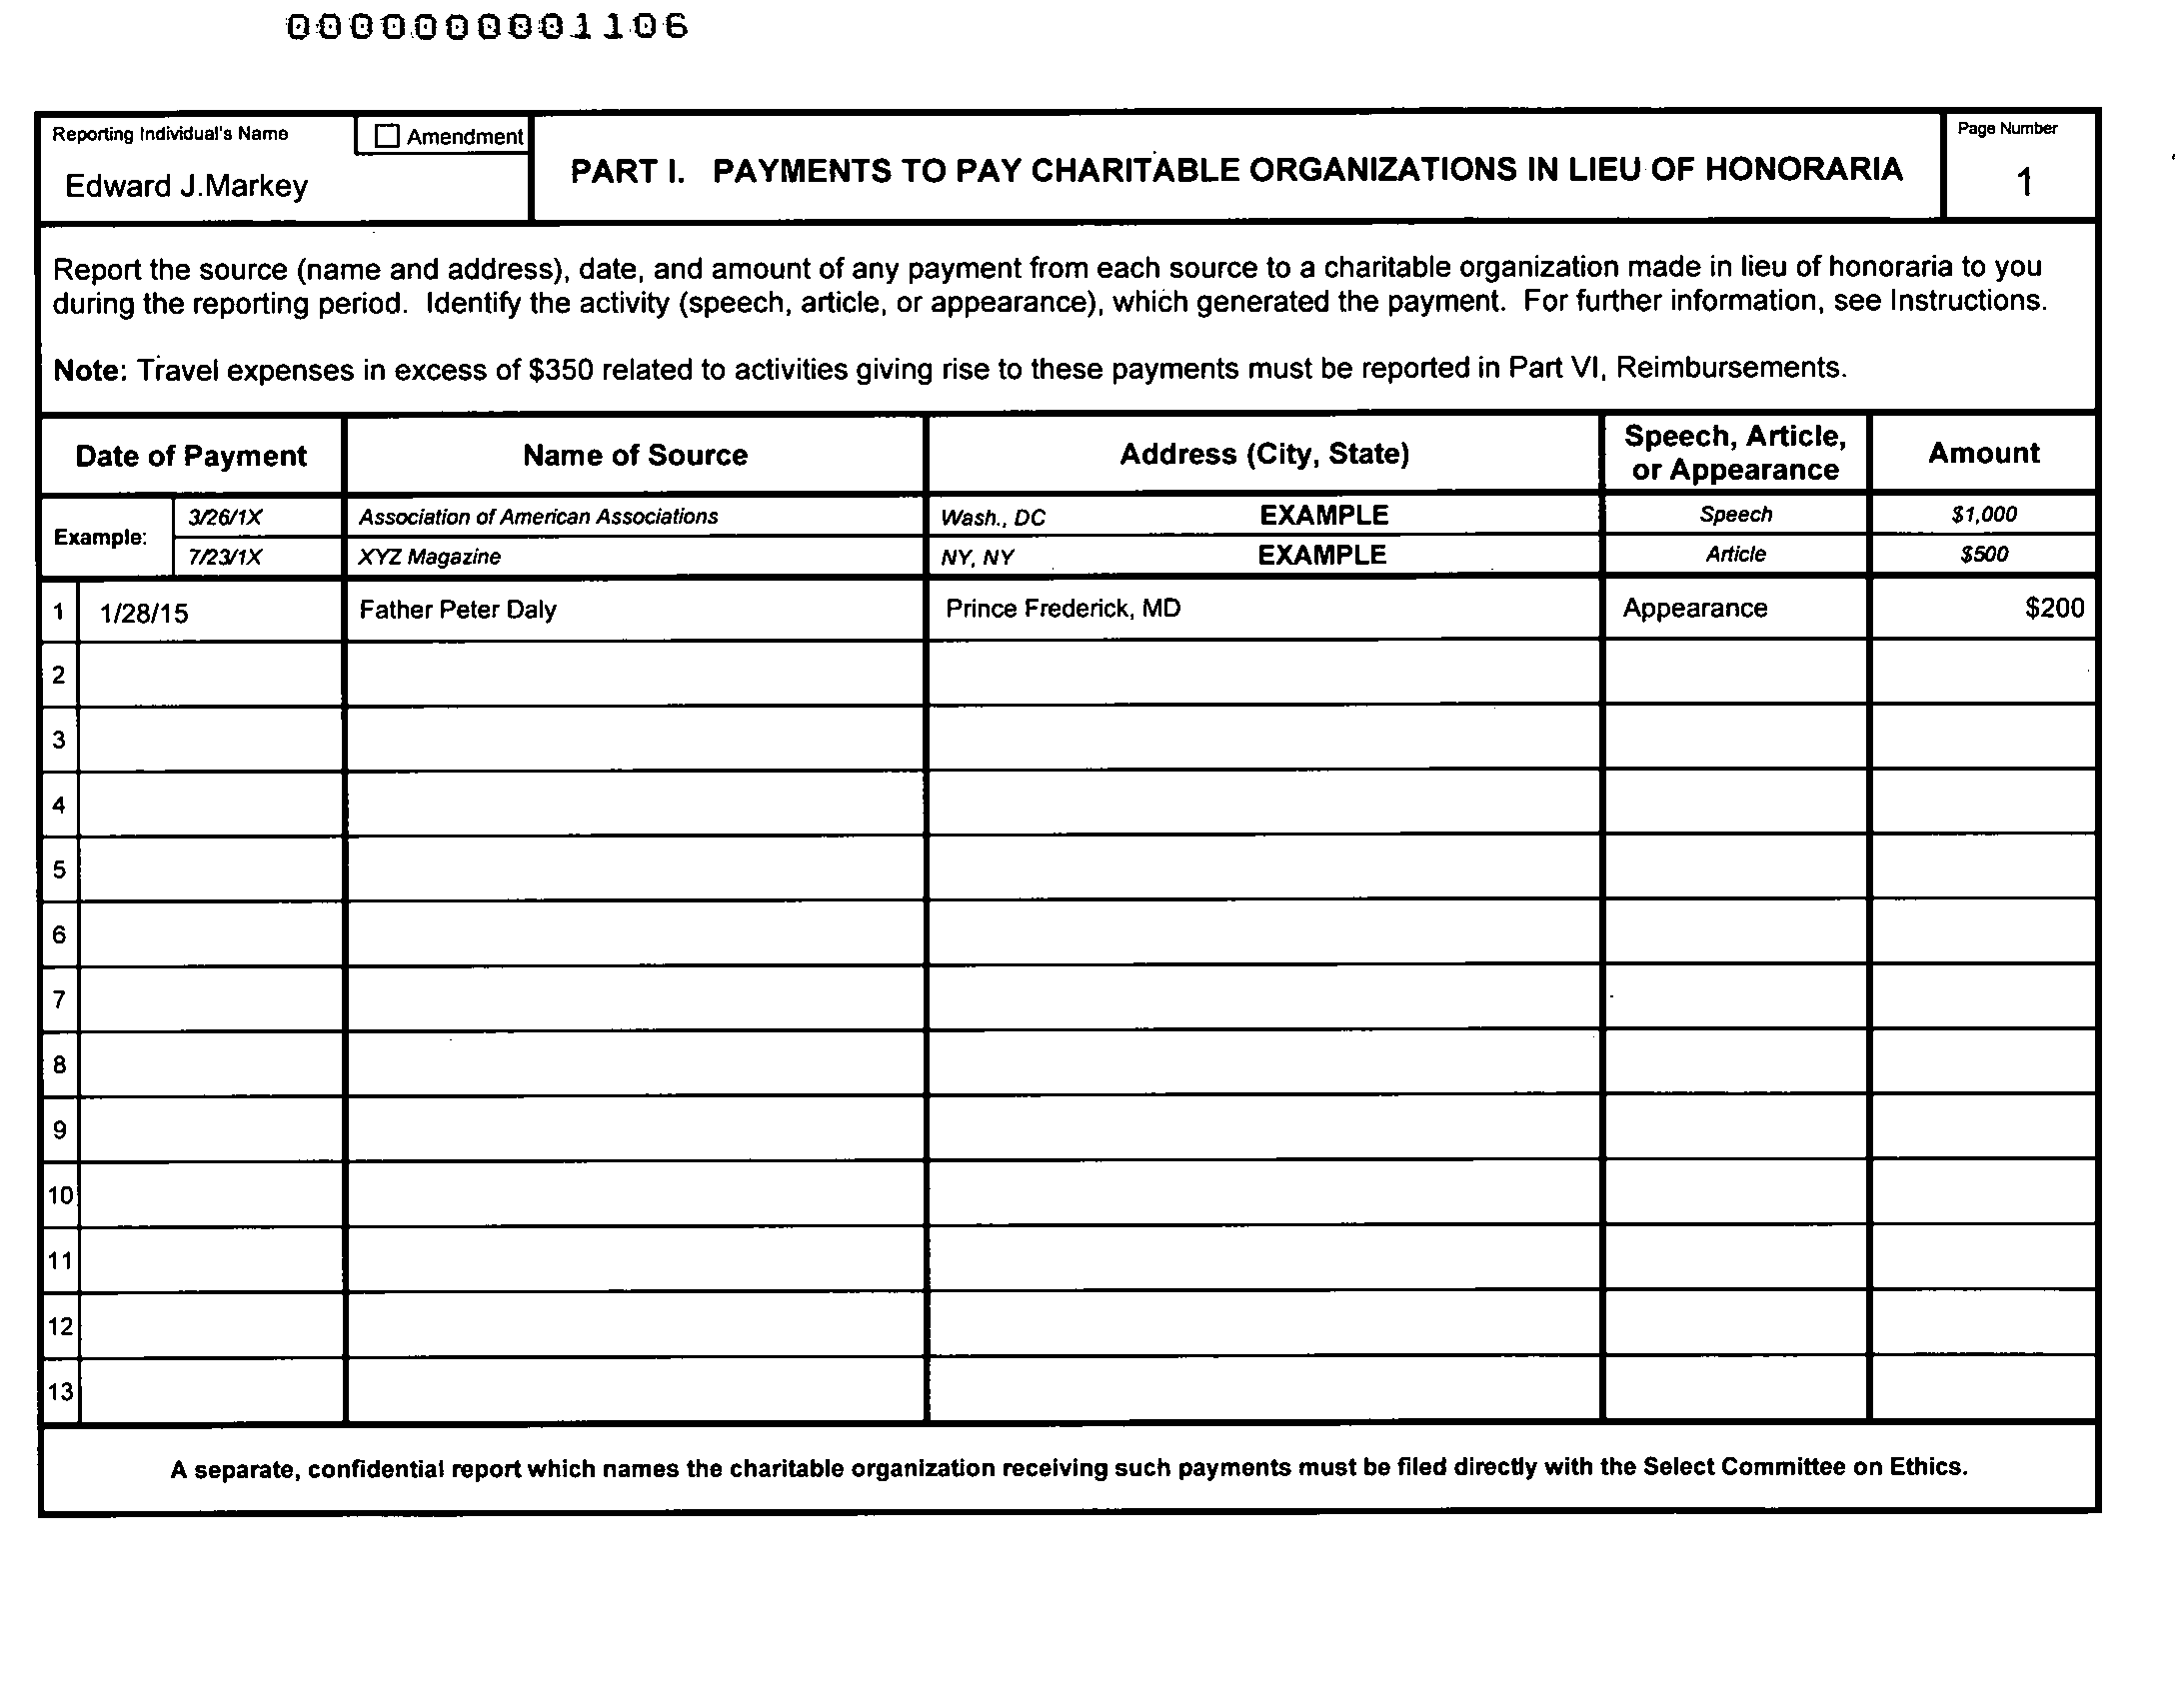 0000000001106
Reporting Individual's Name
☐ Amendment
Edward J.Markey
PART I. PAYMENTS TO PAY CHARITABLE ORGANIZATIONS IN LIEU OF HONORARIA
Page Number
1
Report the source (name and address), date, and amount of any payment from each source to a charitable organization made in lieu of honoraria to you
during the reporting period. Identify the activity (speech, article, or appearance), which generated the payment. For further information, see Instructions.
Note: Travel expenses in excess of $350 related to activities giving rise to these payments must be reported in Part VI, Reimbursements.
Date of Payment Name of Source Address (City, State) Speech, Article, or Appearance Amount
Example:
3/26/1X Association of American Associations Wash., DC EXAMPLE Speech $1,000
7/23/1X XYZ Magazine NY, NY EXAMPLE Article $500
1 1/28/15 Father Peter Daly Prince Frederick, MD Appearance $200
2
3
4
5
6
7
8
9
10
11
12
13
A separate, confidential report which names the charitable organization receiving such payments must be filed directly with the Select Committee on Ethics.